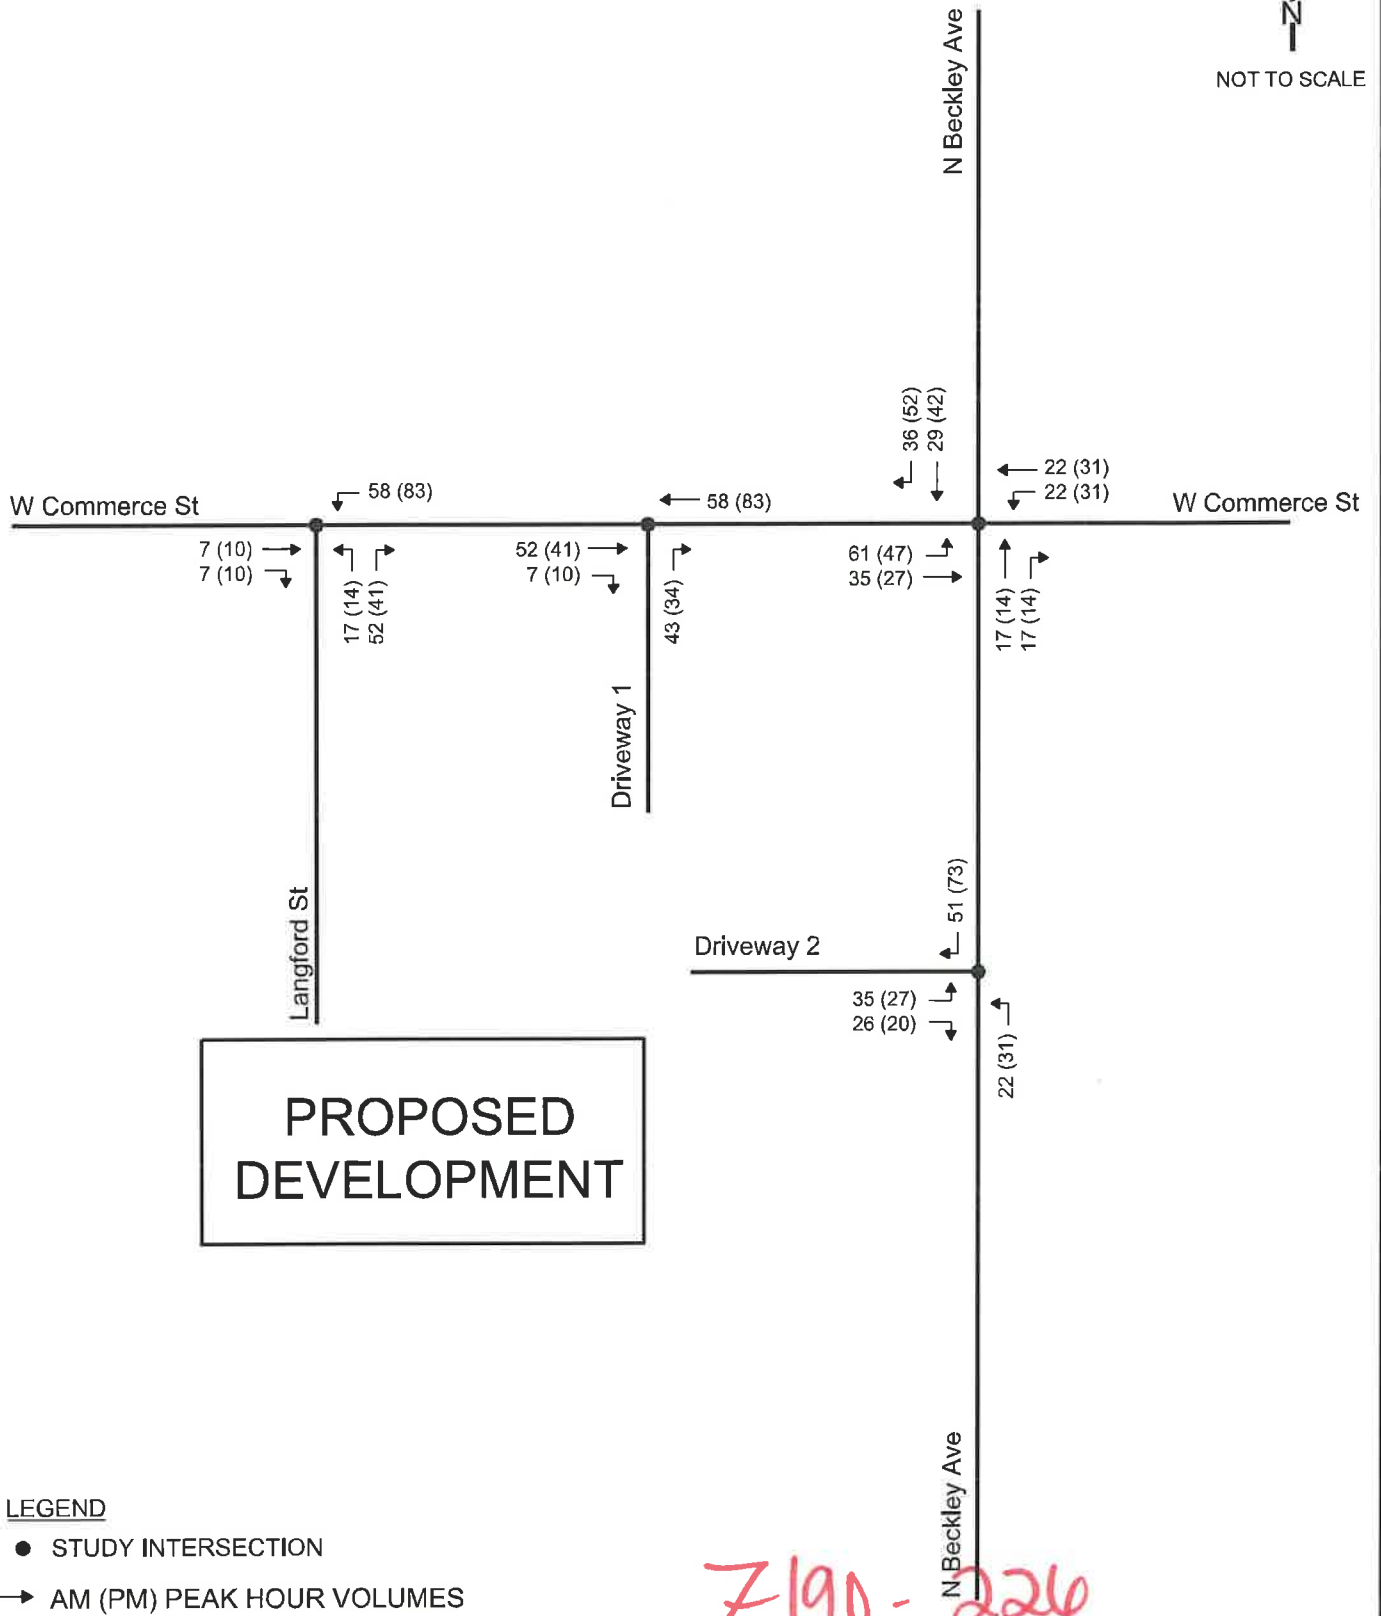 N
NOT TO SCALE
N Beckley Ave
36 (52)
29 (42)
22 (31)
22 (31)
W Commerce St
58 (83)
58 (83)
W Commerce St
7 (10)
7 (10)
17 (14)
52 (41)
52 (41)
7 (10)
43 (34)
61 (47)
35 (27)
17 (14)
17 (14)
Driveway 1
Langford St
51 (73)
Driveway 2
35 (27)
26 (20)
22 (31)
PROPOSED
DEVELOPMENT
N Beckley Ave
LEGEND
STUDY INTERSECTION
AM (PM) PEAK HOUR VOLUMES
Z190-226